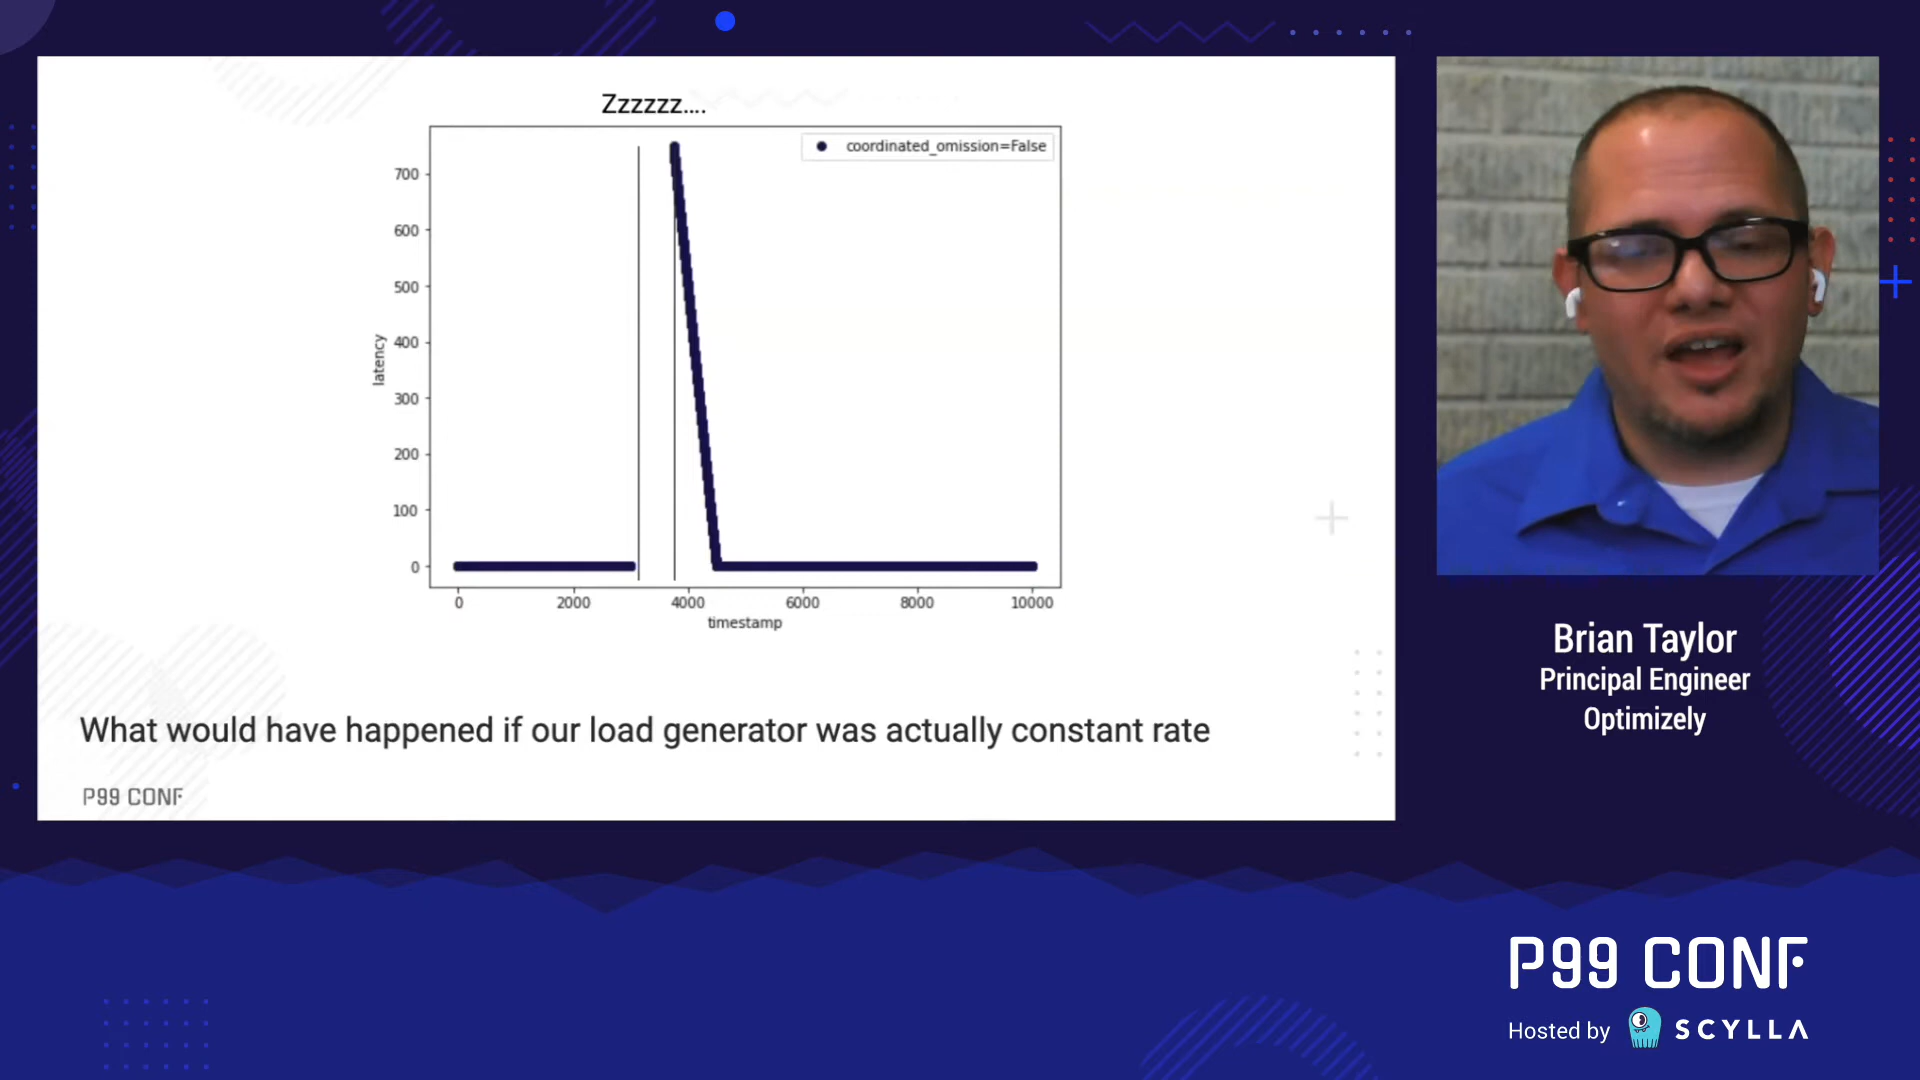 Zzzzzz....
coordinated_omission=False
700
600
500
400
300
200
100
0
latency
0 2000 4000 6000 8000 10000
timestamp
What would have happened if our load generator was actually constant rate
P99 CONF
Brian Taylor
Principal Engineer
Optimizely
P99 CONF
Hosted by SCYLLA